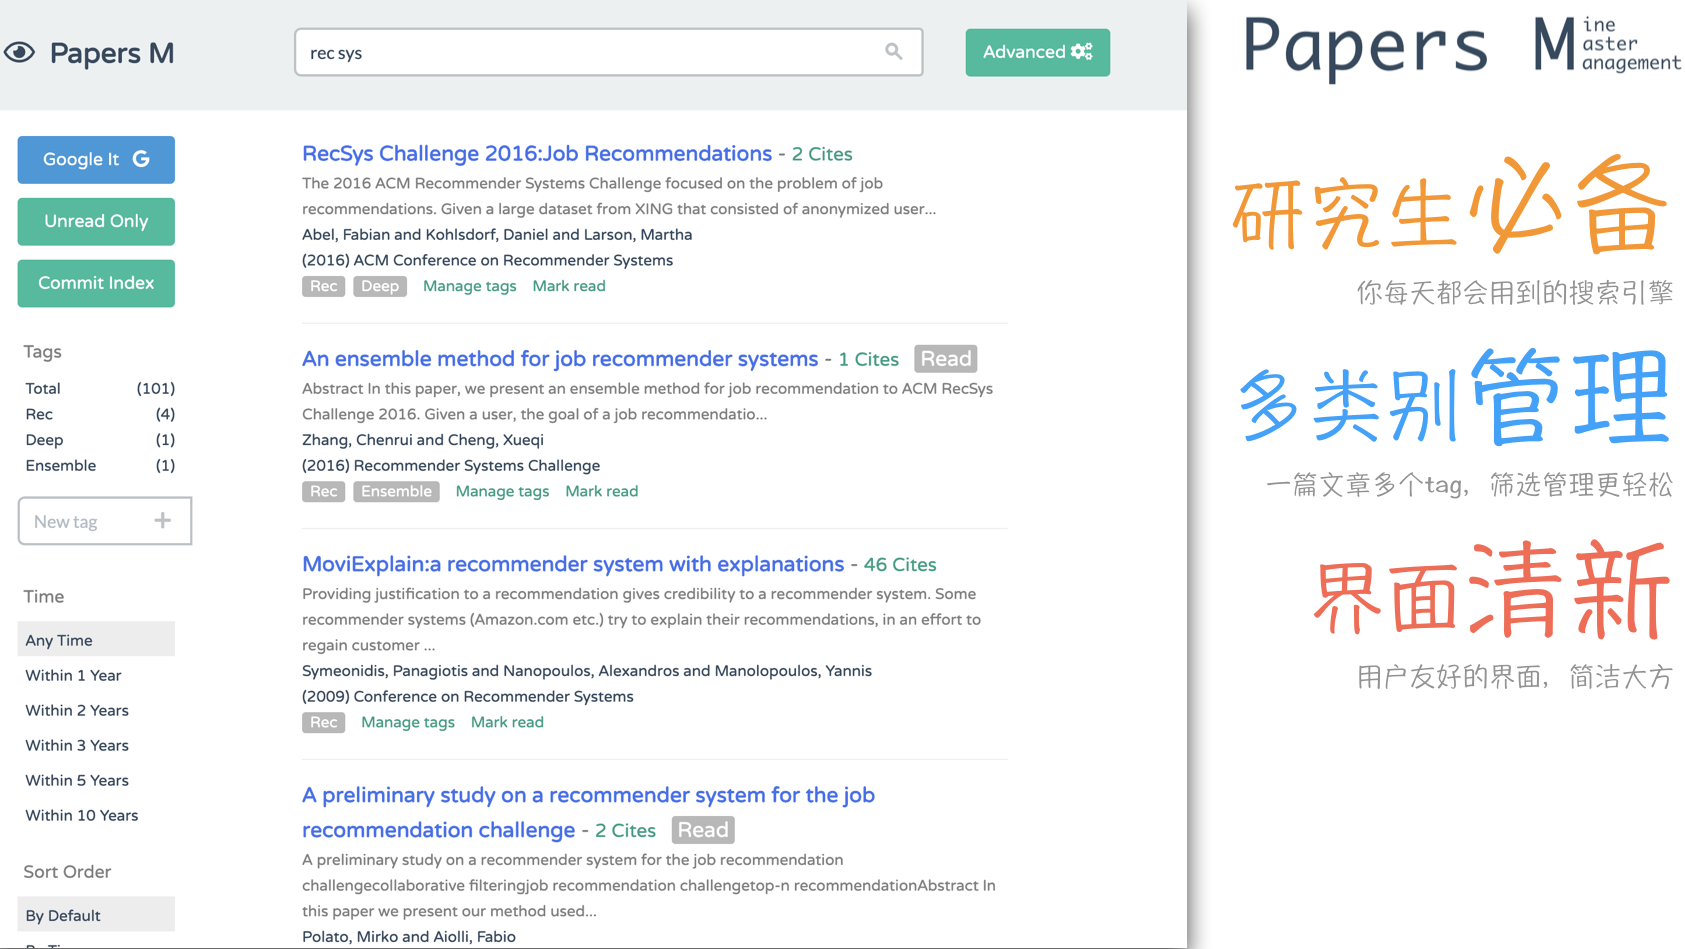 Papers M
rec sys
Advanced
Google It G
Unread Only
Commit Index
Tags
Total (101)
Rec (4)
Deep (1)
Ensemble (1)
New tag +
Time
Any Time
Within 1 Year
Within 2 Years
Within 3 Years
Within 5 Years
Within 10 Years
Sort Order
By Default
RecSys Challenge 2016:Job Recommendations - 2 Cites
The 2016 ACM Recommender Systems Challenge focused on the problem of job
recommendations. Given a large dataset from XING that consisted of anonymized user...
Abel, Fabian and Kohlsdorf, Daniel and Larson, Martha
(2016) ACM Conference on Recommender Systems
Rec Deep Manage tags Mark read
An ensemble method for job recommender systems - 1 Cites Read
Abstract In this paper, we present an ensemble method for job recommendation to ACM RecSys
Challenge 2016. Given a user, the goal of a job recommendatio...
Zhang, Chenrui and Cheng, Xueqi
(2016) Recommender Systems Challenge
Rec Ensemble Manage tags Mark read
MoviExplain:a recommender system with explanations - 46 Cites
Providing justification to a recommendation gives credibility to a recommender system. Some
recommender systems (Amazon.com etc.) try to explain their recommendations, in an effort to
regain customer ...
Symeonidis, Panagiotis and Nanopoulos, Alexandros and Manolopoulos, Yannis
(2009) Conference on Recommender Systems
Rec Manage tags Mark read
A preliminary study on a recommender system for the job
recommendation challenge - 2 Cites Read
A preliminary study on a recommender system for the job recommendation
challengecollaborative filteringjob recommendation challengetop-n recommendationAbstract In
this paper we present our method used...
Polato, Mirko and Aiolli, Fabio
Papers M
ine
aster
anagement
研究生必备
你每天都会用到的搜索引擎
多类别管理
一篇文章多个tag，筛选管理更轻松
界面清新
用户友好的界面，简洁大方